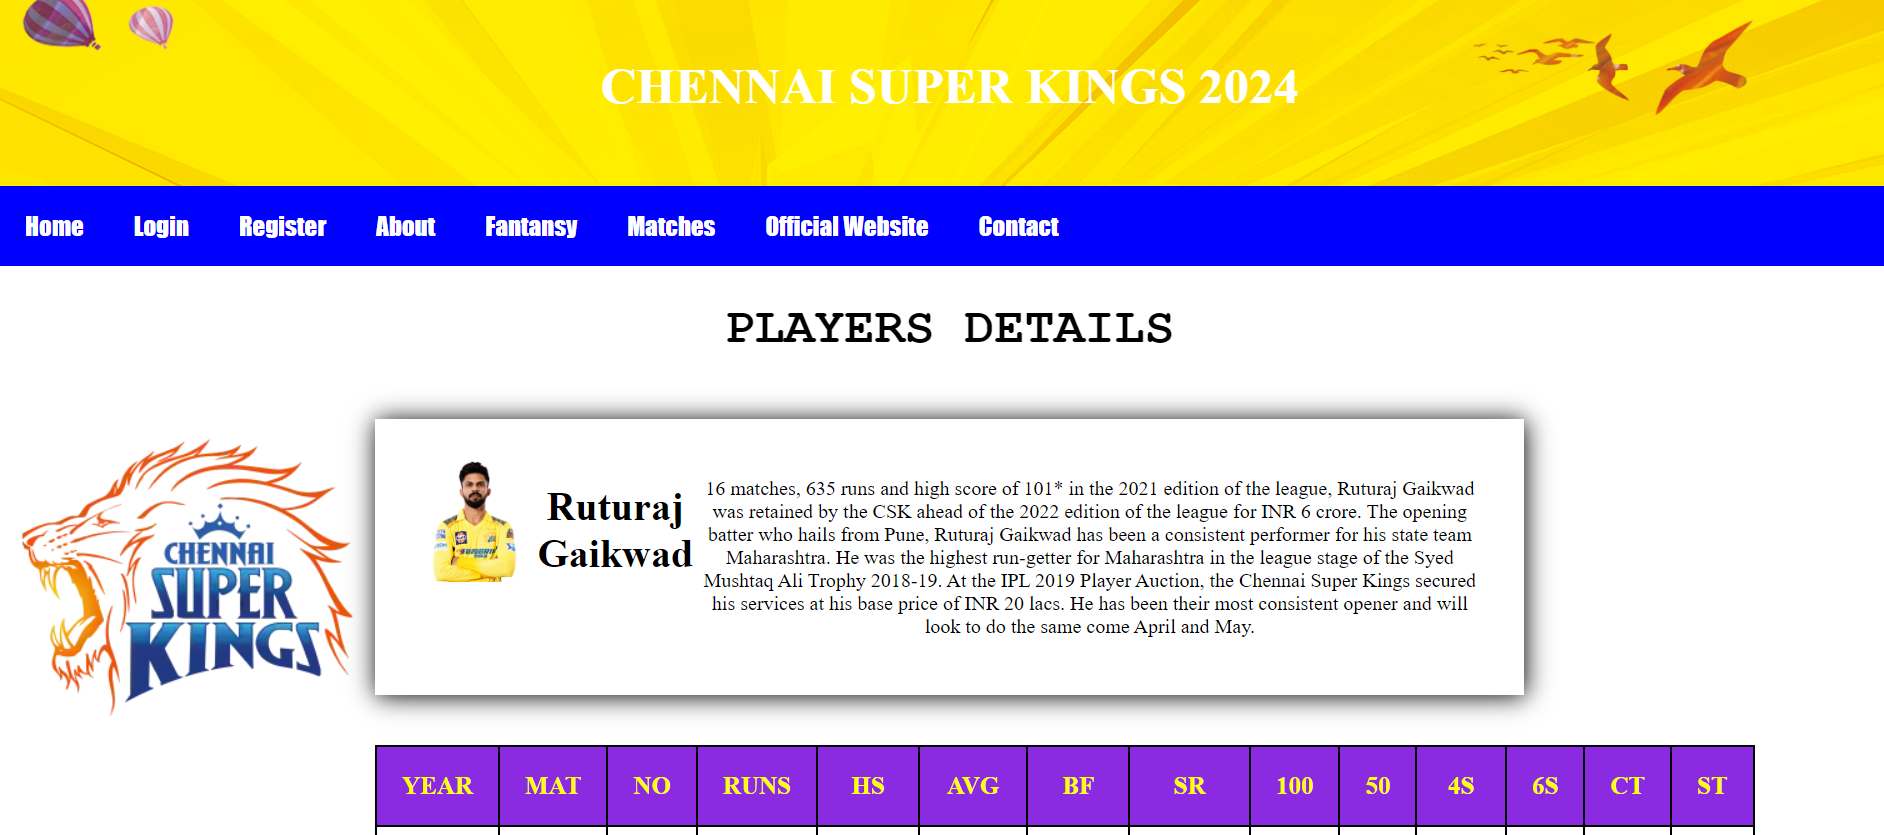 CHENNAI SUPER KINGS 2024
Home Login Register About Fantansy Matches Official Website Contact
PLAYERS DETAILS
CHENNAI
SUPER
KINGS
Ruturaj
Gaikwad
16 matches, 635 runs and high score of 101* in the 2021 edition of the league, Ruturaj Gaikwad
was retained by the CSK ahead of the 2022 edition of the league for INR 6 crore. The opening
batter who hails from Pune, Ruturaj Gaikwad has been a consistent performer for his state team
Maharashtra. He was the highest run-getter for Maharashtra in the league stage of the Syed
Mushtaq Ali Trophy 2018-19. At the IPL 2019 Player Auction, the Chennai Super Kings secured
his services at his base price of INR 20 lacs. He has been their most consistent opener and will
look to do the same come April and May.
YEAR MAT NO RUNS HS AVG BF SR 100 50 4S 6S CT ST